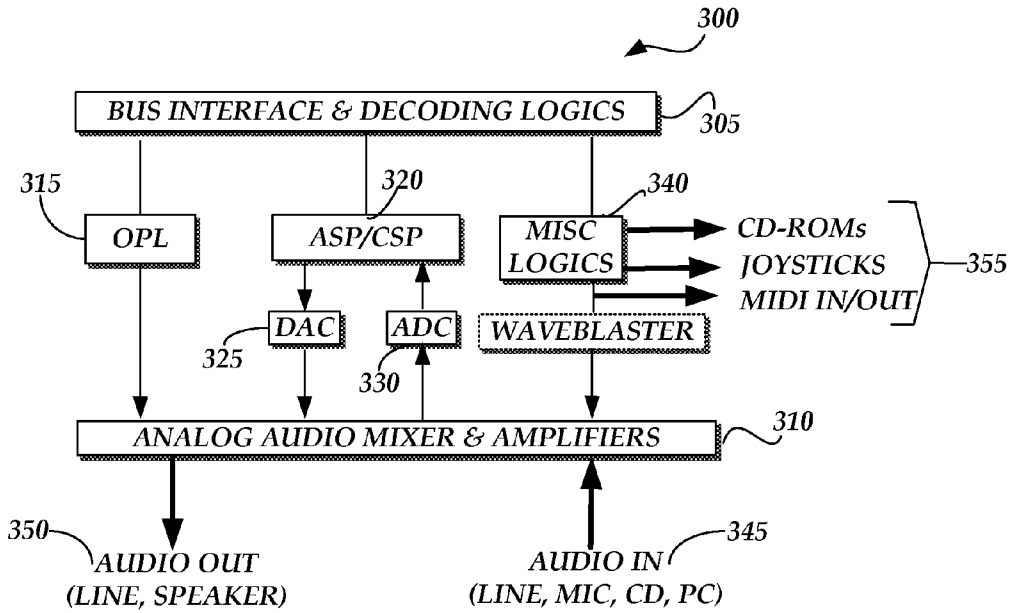 300
BUS INTERFACE & DECODING LOGICS
305
315
320
340
OPL
ASP/CSP
MISC
LOGICS
CD-ROMs
JOYSTICKS
355
MIDI IN/OUT
DAC
ADC
WAVEBLASTER
325
330
310
ANALOG AUDIO MIXER & AMPLIFIERS
350
345
AUDIO OUT
(LINE, SPEAKER)
AUDIO IN
(LINE, MIC, CD, PC)